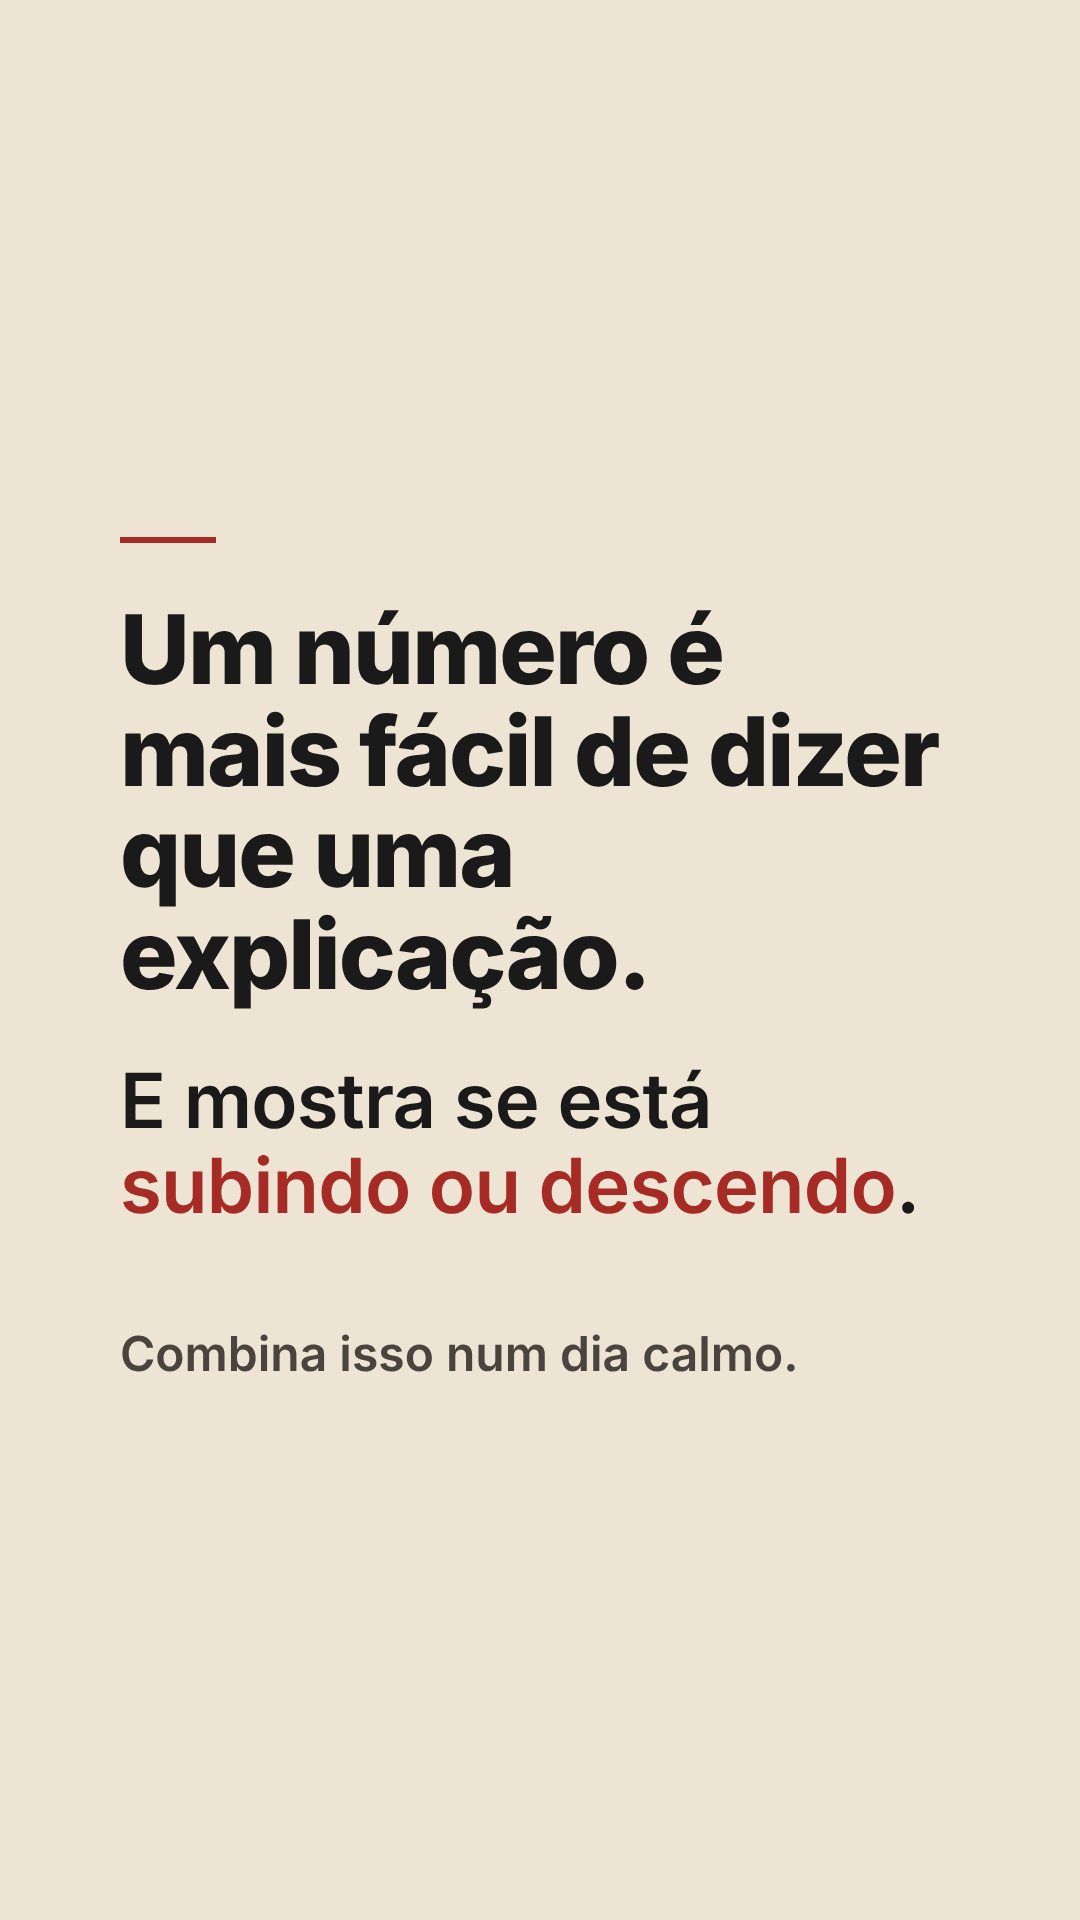 Um número é
mais fácil de dizer
que uma
explicação.
E mostra se está
subindo ou descendo.
Combina isso num dia calmo.